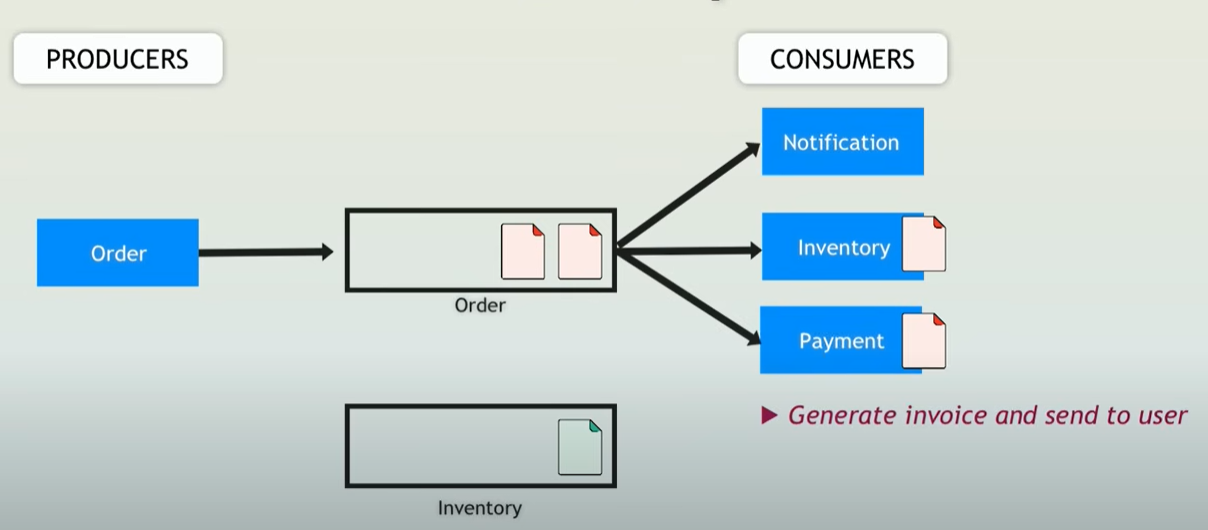 PRODUCERS
CONSUMERS
Notification
Order
Inventory
Order
Payment
▶ Generate invoice and send to user
Inventory